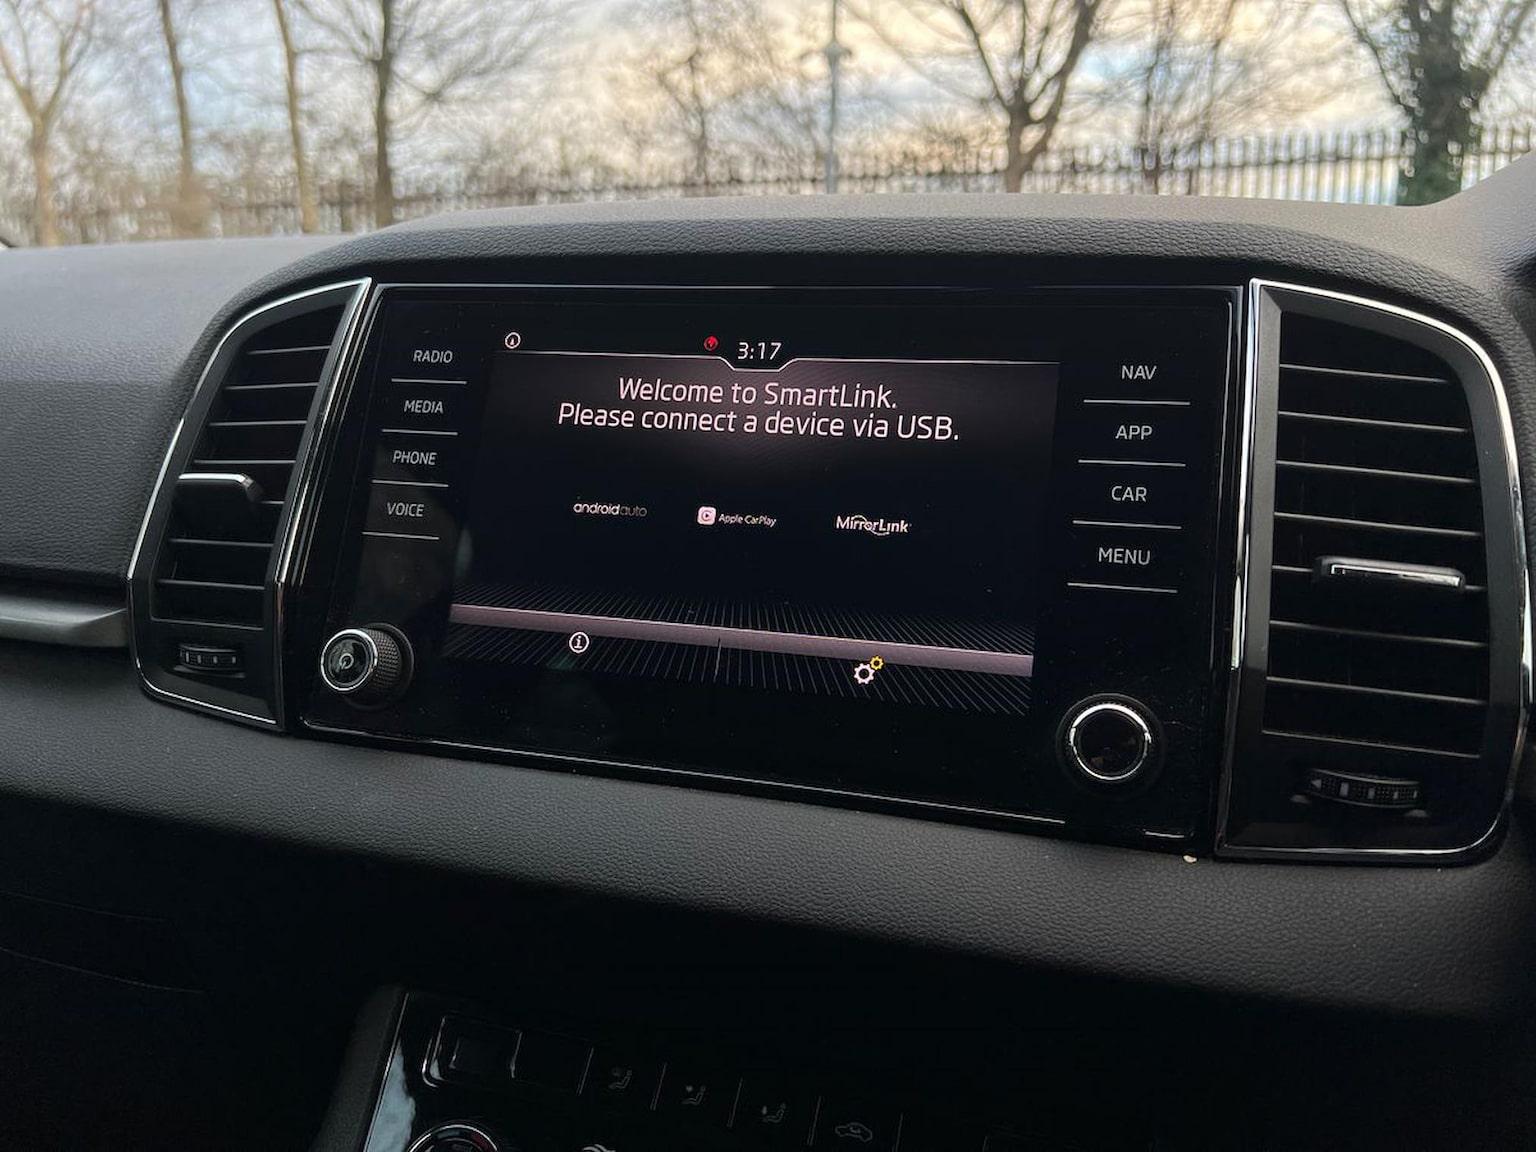 3:17
Welcome to SmartLink.
Please connect a device via USB.
androidauto
Apple CarPlay
MirrorLink
RADIO
MEDIA
PHONE
VOICE
NAV
APP
CAR
MENU